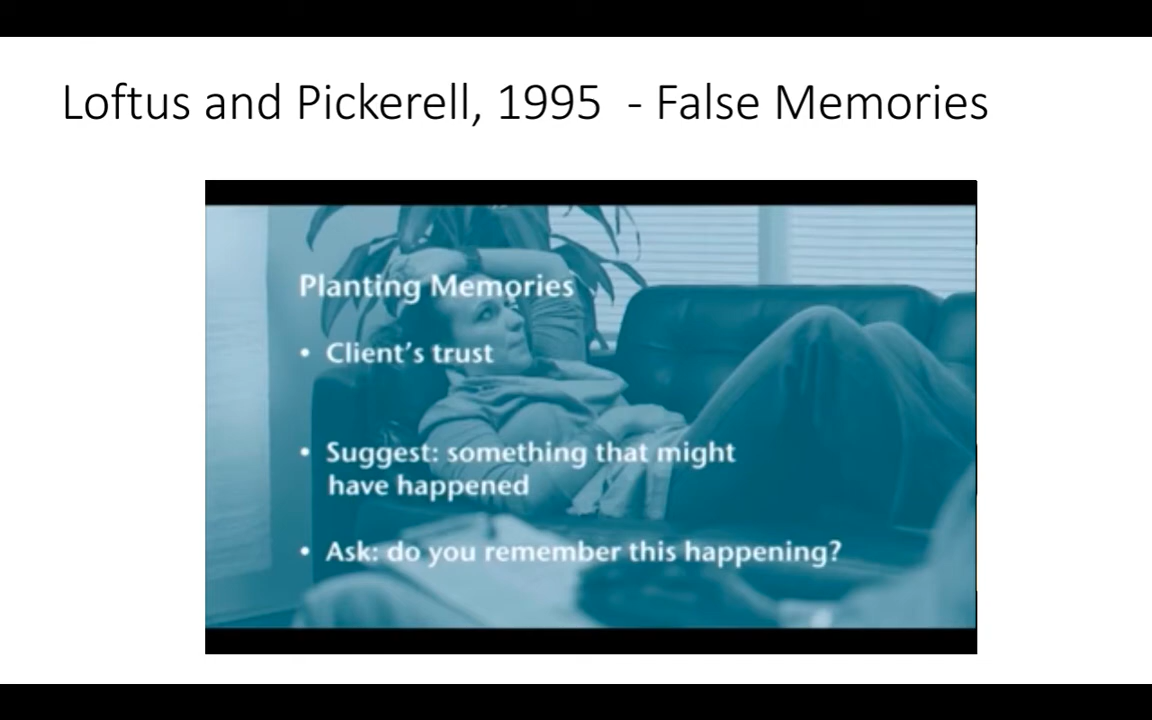 Loftus and Pickerell, 1995 - False Memories
Planting Memories
• Client's trust
• Suggest: something that might
have happened
• Ask: do you remember this happening?